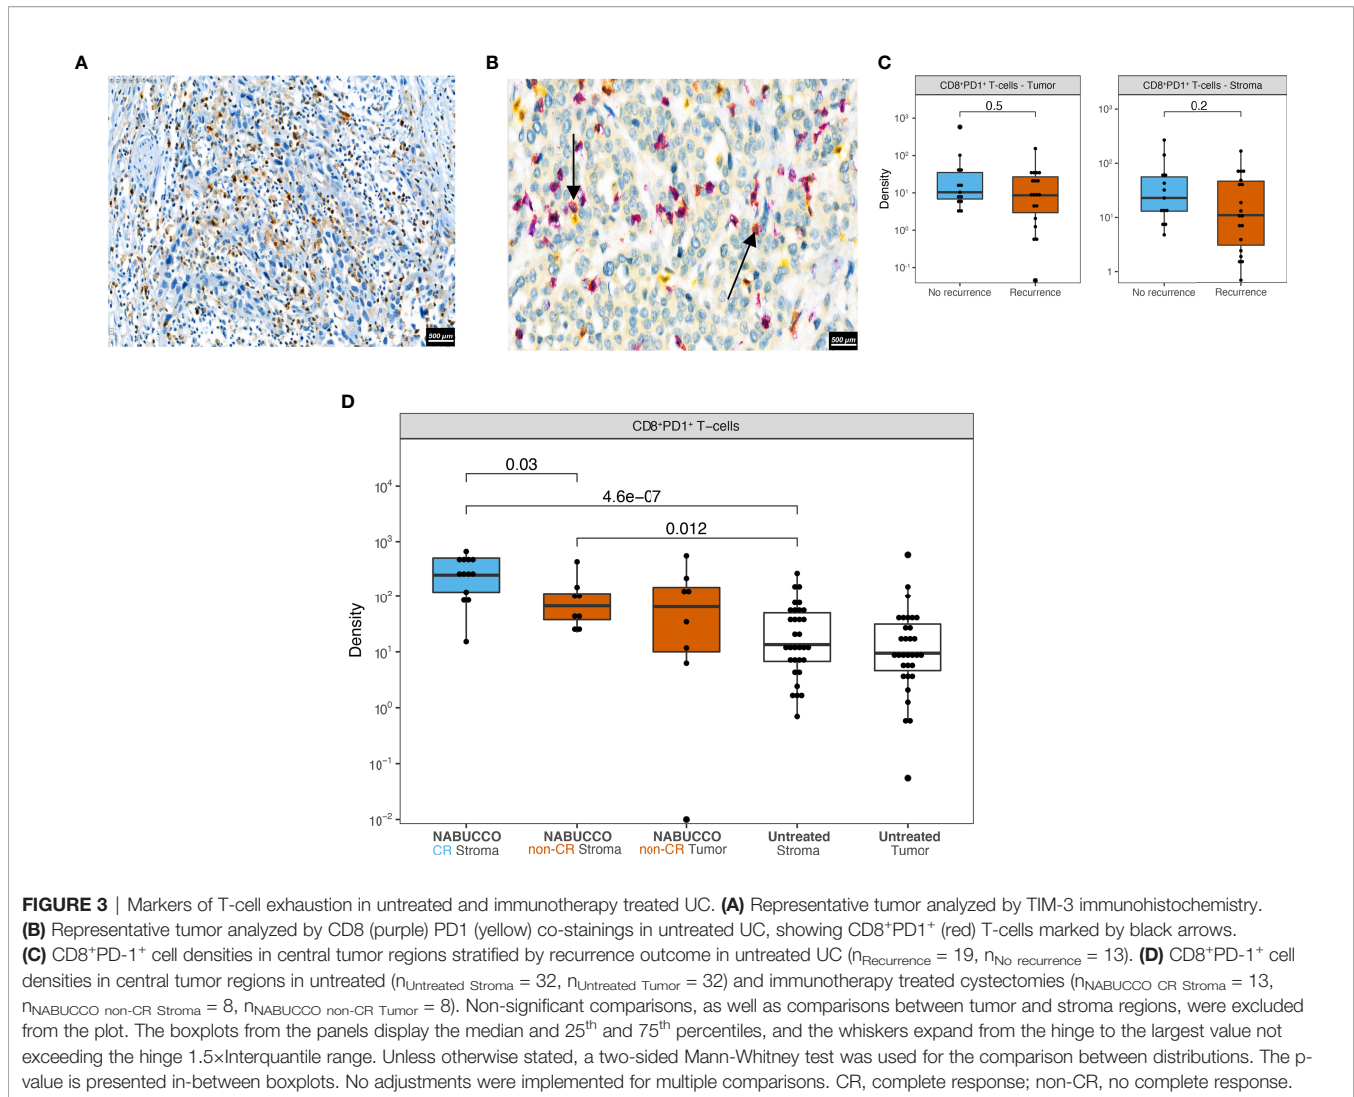 A
B
C
500 µm
500 µm
CD8⁺PD1⁺ T-cells - Tumor
CD8⁺PD1⁺ T-cells - Stroma
0.5
0.2
Density
10³
10²
10¹
10⁰
10⁻¹
10³
10²
10¹
1
No recurrence
Recurrence
No recurrence
Recurrence
D
CD8⁺PD1⁺ T−cells
0.03
4.6e−07
0.012
Density
10⁴
10³
10²
10¹
10⁰
10⁻¹
10⁻²
NABUCCO
CR Stroma
NABUCCO
non-CR Stroma
NABUCCO
non-CR Tumor
Untreated
Stroma
Untreated
Tumor
FIGURE 3 | Markers of T-cell exhaustion in untreated and immunotherapy treated UC. (A) Representative tumor analyzed by TIM-3 immunohistochemistry.
(B) Representative tumor analyzed by CD8 (purple) PD1 (yellow) co-stainings in untreated UC, showing CD8⁺PD1⁺ (red) T-cells marked by black arrows.
(C) CD8⁺PD-1⁺ cell densities in central tumor regions stratified by recurrence outcome in untreated UC (nRecurrence = 19, nNo recurrence = 13). (D) CD8⁺PD-1⁺ cell
densities in central tumor regions in untreated (nUntreated Stroma = 32, nUntreated Tumor = 32) and immunotherapy treated cystectomies (nNABUCCO CR Stroma = 13,
nNABUCCO non-CR Stroma = 8, nNABUCCO non-CR Tumor = 8). Non-significant comparisons, as well as comparisons between tumor and stroma regions, were excluded
from the plot. The boxplots from the panels display the median and 25th and 75th percentiles, and the whiskers expand from the hinge to the largest value not
exceeding the hinge 1.5×Interquantile range. Unless otherwise stated, a two-sided Mann-Whitney test was used for the comparison between distributions. The p-
value is presented in-between boxplots. No adjustments were implemented for multiple comparisons. CR, complete response; non-CR, no complete response.